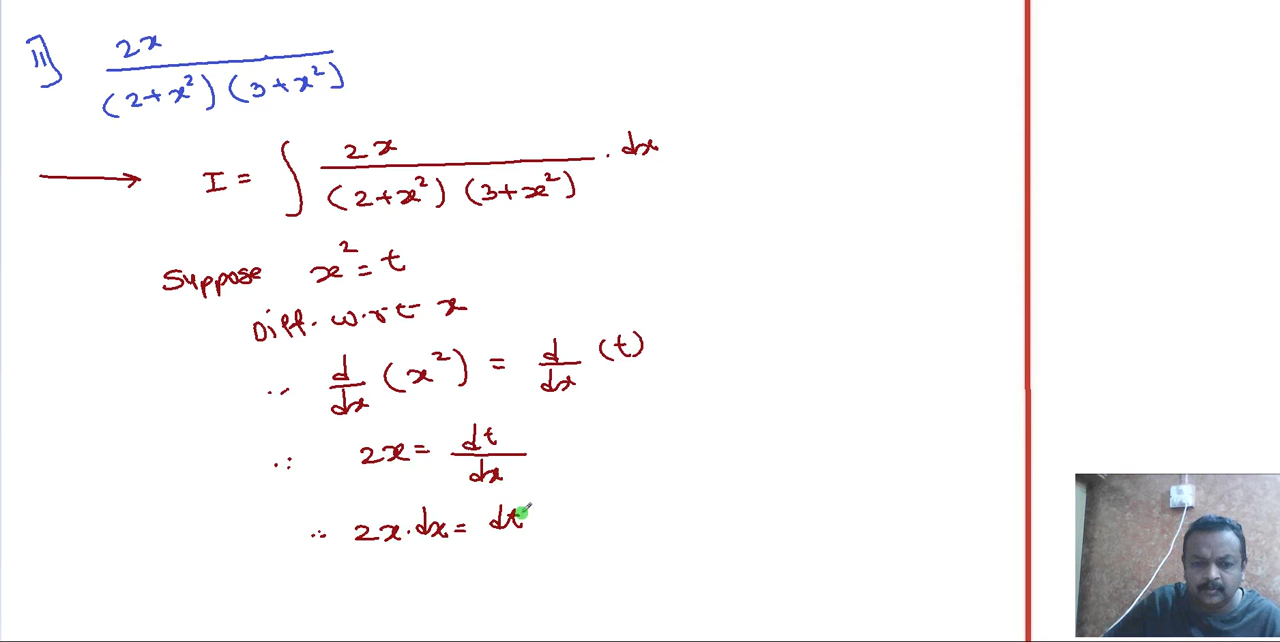 11] 2x / (2+x²) (3+x²)
I = ∫ 2x / (2+x²) (3+x²) . dx
Suppose x² = t
Diff. w.r.t x
∴ d/dx (x²) = d/dx (t)
∴ 2x = dt/dx
∴ 2x.dx = dt